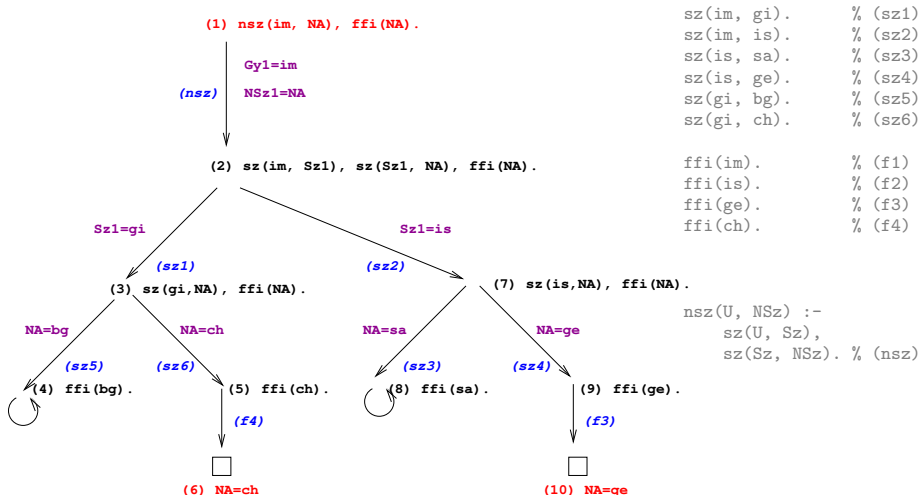 (1) nsz(im, NA), ffi(NA).
Gy1=im
(nsz) NSz1=NA
(2) sz(im, Sz1), sz(Sz1, NA), ffi(NA).
Sz1=gi Sz1=is
(sz1) (sz2)
(3) sz(gi,NA), ffi(NA). (7) sz(is,NA), ffi(NA).
NA=bg NA=ch NA=sa NA=ge
(sz5) (sz6) (sz3) (sz4)
(4) ffi(bg). (5) ffi(ch). (8) ffi(sa). (9) ffi(ge).
(f4) (f3)
(6) NA=ch (10) NA=ge
sz(im, gi). % (sz1)
sz(im, is). % (sz2)
sz(is, sa). % (sz3)
sz(is, ge). % (sz4)
sz(gi, bg). % (sz5)
sz(gi, ch). % (sz6)
ffi(im). % (f1)
ffi(is). % (f2)
ffi(ge). % (f3)
ffi(ch). % (f4)
nsz(U, NSz) :-
sz(U, Sz),
sz(Sz, NSz). % (nsz)